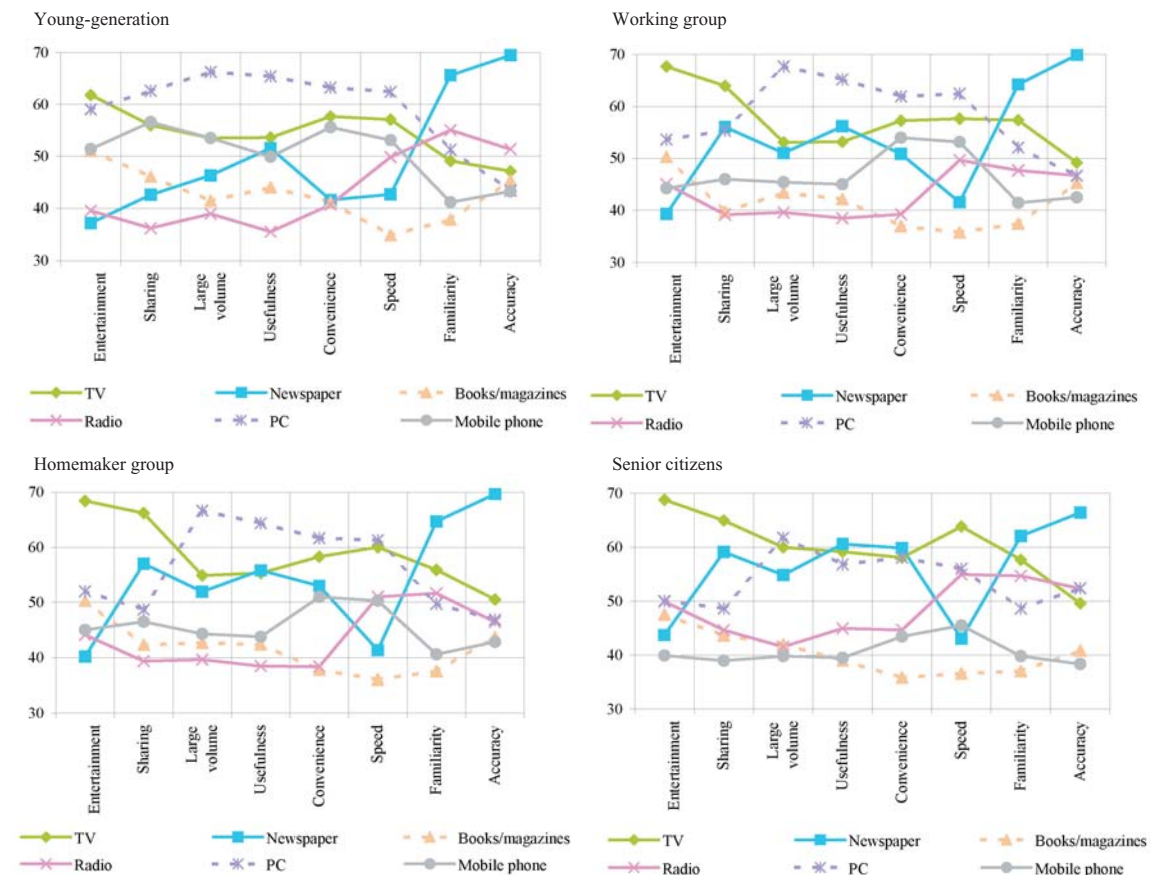 Young-generation
70
60
50
40
30
Entertainment
Sharing
Large
volume
Usefulness
Convenience
Speed
Familiarity
Accuracy
TV
Newspaper
Books/magazines
Radio
PC
Mobile phone
Working group
70
60
50
40
30
Entertainment
Sharing
Large
volume
Usefulness
Convenience
Speed
Familiarity
Accuracy
TV
Newspaper
Books/magazines
Radio
PC
Mobile phone
Homemaker group
70
60
50
40
30
Entertainment
Sharing
Large
volume
Usefulness
Convenience
Speed
Familiarity
Accuracy
TV
Newspaper
Books/magazines
Radio
PC
Mobile phone
Senior citizens
70
60
50
40
30
Entertainment
Sharing
Large
volume
Usefulness
Convenience
Speed
Familiarity
Accuracy
TV
Newspaper
Books/magazines
Radio
PC
Mobile phone